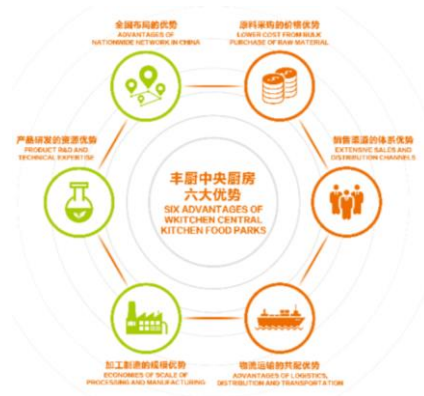 全国布局的优势
ADVANTAGES OF
NATIONWIDE NETWORK IN CHINA
原料采购的价格优势
LOWER COST FROM BULK
PURCHASE OF RAW MATERIAL
产品研发的资源优势
PRODUCT R&D AND
TECHNICAL EXPERTISE
销售渠道的体系优势
EXTENSIVE SALES AND
DISTRIBUTION CHANNELS
丰厨中央厨房
六大优势
SIX ADVANTAGES OF
WKITCHEN CENTRAL
KITCHEN FOOD PARKS
加工制造的规模优势
ECONOMIES OF SCALE OF
PROCESSING AND MANUFACTURING
物流运输的共配优势
ADVANTAGES OF LOGISTICS,
DISTRIBUTION AND TRANSPORTATION